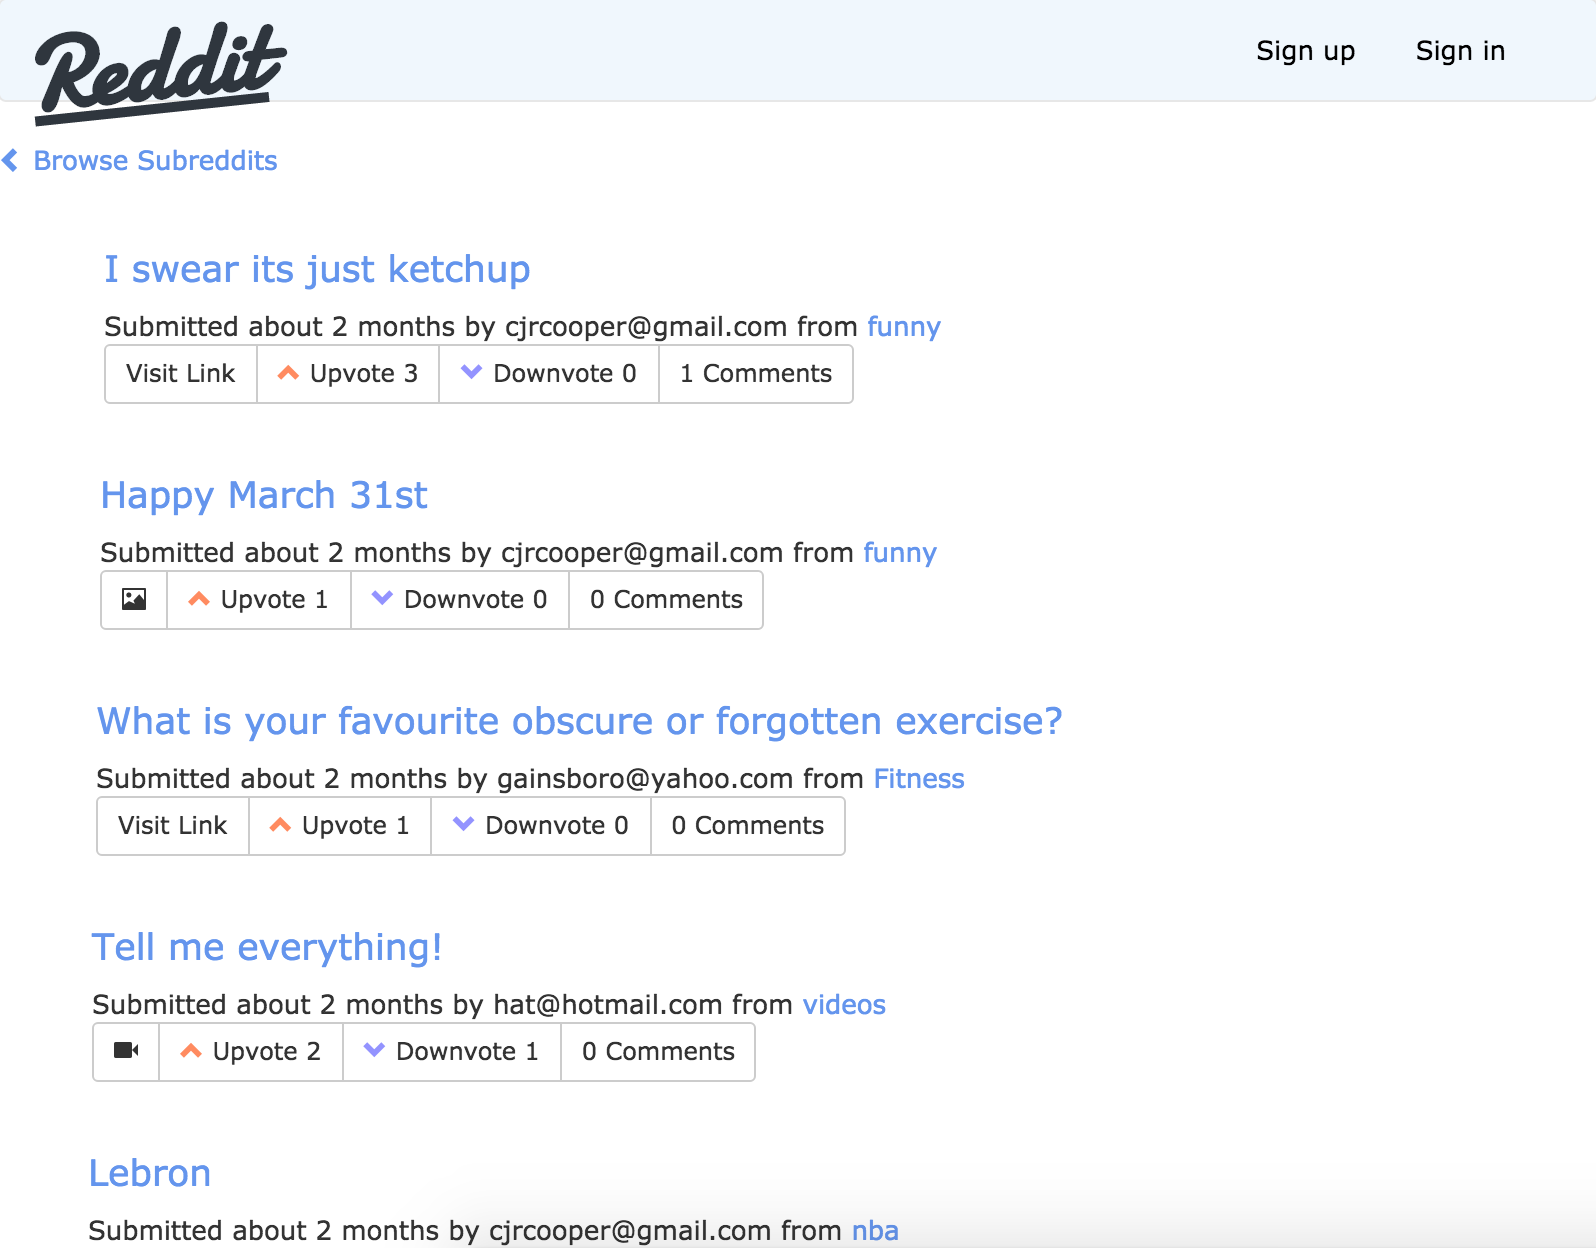 Reddit
Sign up Sign in
Browse Subreddits
I swear its just ketchup
Submitted about 2 months by cjrcooper@gmail.com from funny
Visit Link Upvote 3 Downvote 0 1 Comments
Happy March 31st
Submitted about 2 months by cjrcooper@gmail.com from funny
Upvote 1 Downvote 0 0 Comments
What is your favourite obscure or forgotten exercise?
Submitted about 2 months by gainsboro@yahoo.com from Fitness
Visit Link Upvote 1 Downvote 0 0 Comments
Tell me everything!
Submitted about 2 months by hat@hotmail.com from videos
Upvote 2 Downvote 1 0 Comments
Lebron
Submitted about 2 months by cjrcooper@gmail.com from nba